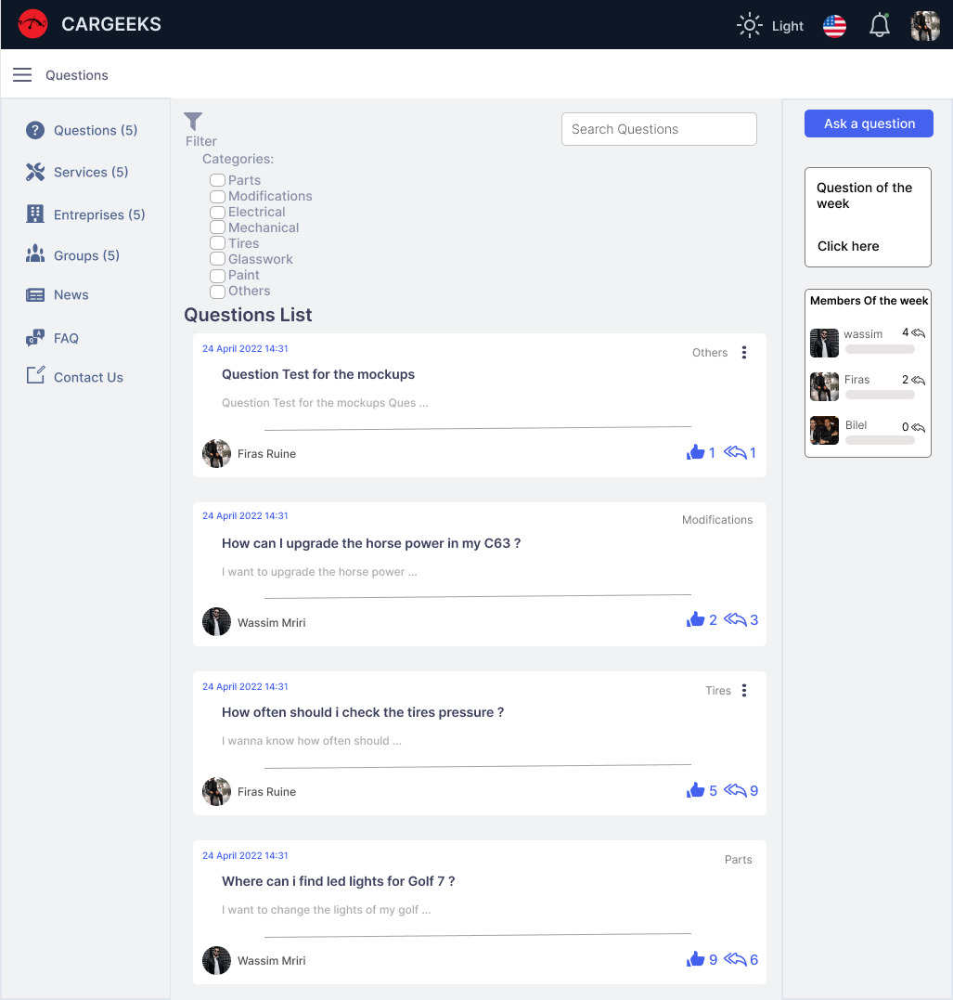 CARGEEKS
Light
Questions
Questions (5)
Services (5)
Entreprises (5)
Groups (5)
News
FAQ
Contact Us
Filter
Categories:
Parts
Modifications
Electrical
Mechanical
Tires
Glasswork
Paint
Others
Search Questions
Questions List
24 April 2022 14:31
Others
Question Test for the mockups
Question Test for the mockups Ques ...
Firas Ruine
1 1
24 April 2022 14:31
Modifications
How can I upgrade the horse power in my C63 ?
I want to upgrade the horse power ...
Wassim Mriri
2 3
24 April 2022 14:31
Tires
How often should i check the tires pressure ?
I wanna know how often should ...
Firas Ruine
5 9
24 April 2022 14:31
Parts
Where can i find led lights for Golf 7 ?
I want to change the lights of my golf ...
Wassim Mriri
9 6
Ask a question
Question of the
week
Click here
Members Of the week
wassim 4
Firas 2
Bilel 0